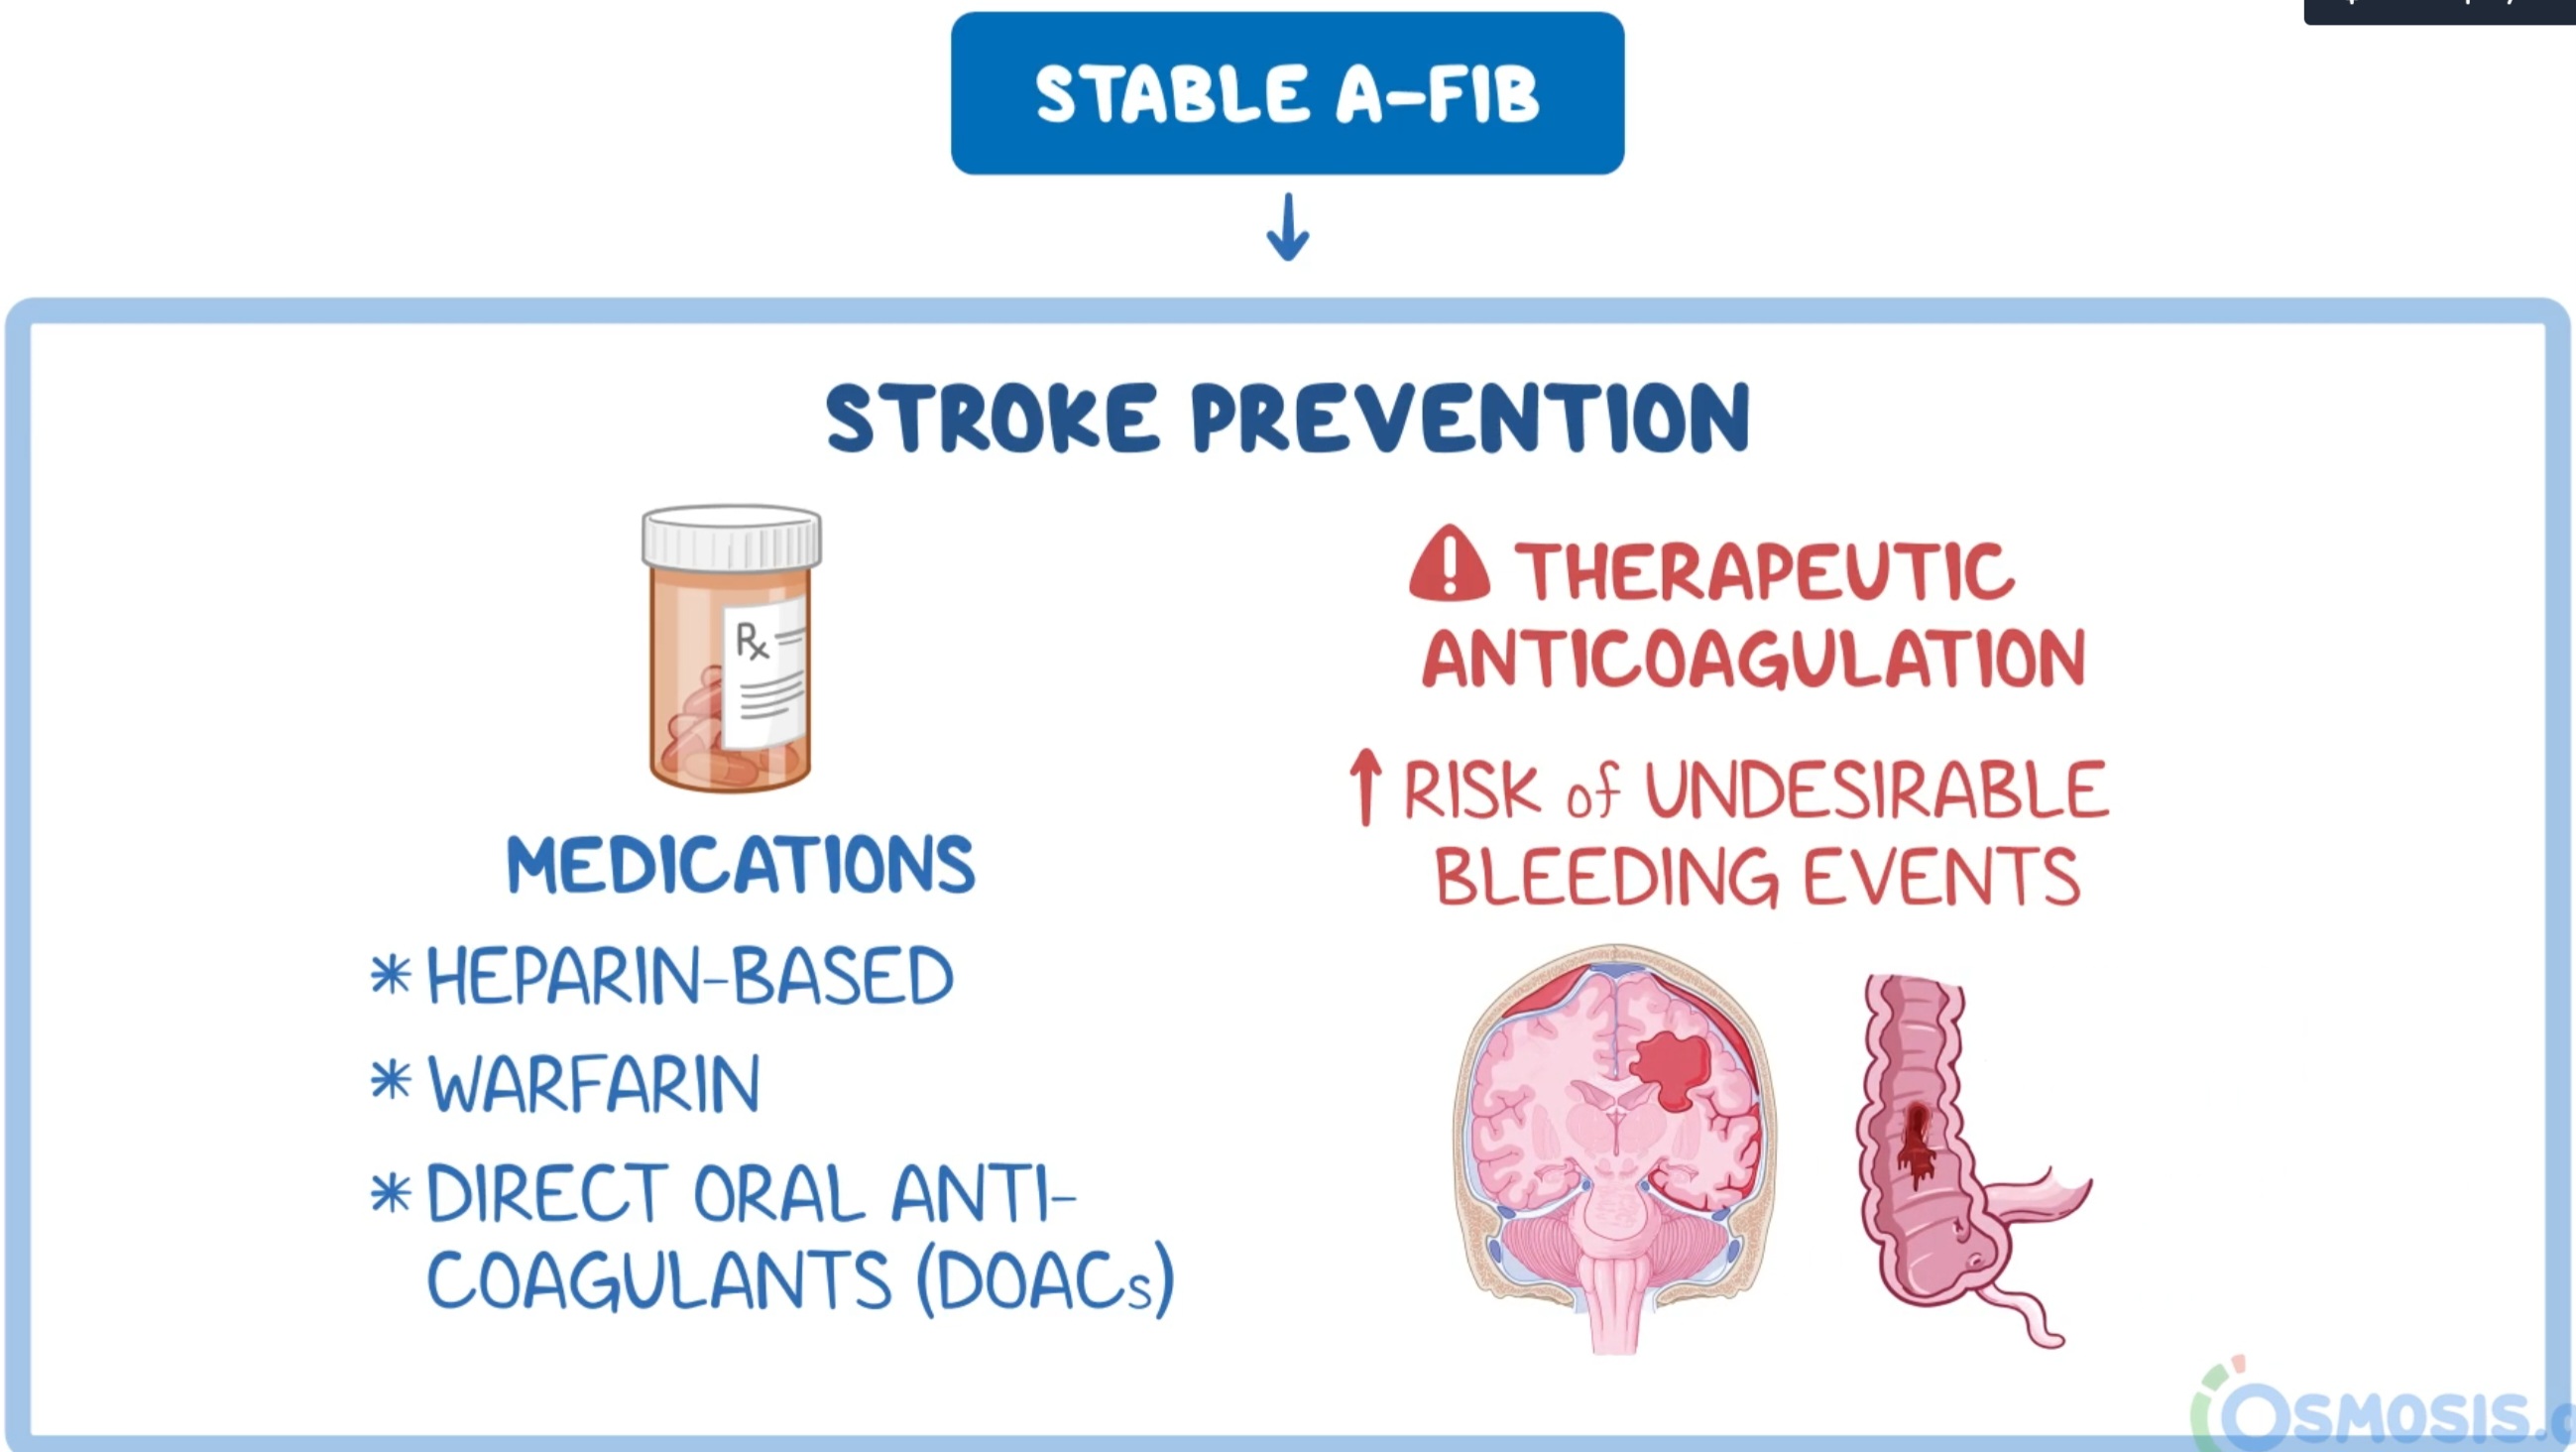 STABLE A-FIB
STROKE PREVENTION
Rx
MEDICATIONS
* HEPARIN-BASED
* WARFARIN
* DIRECT ORAL ANTI-
COAGULANTS (DOACs)
! THERAPEUTIC
ANTICOAGULATION
↑ RISK of UNDESIRABLE
BLEEDING EVENTS
OSMOSIS.